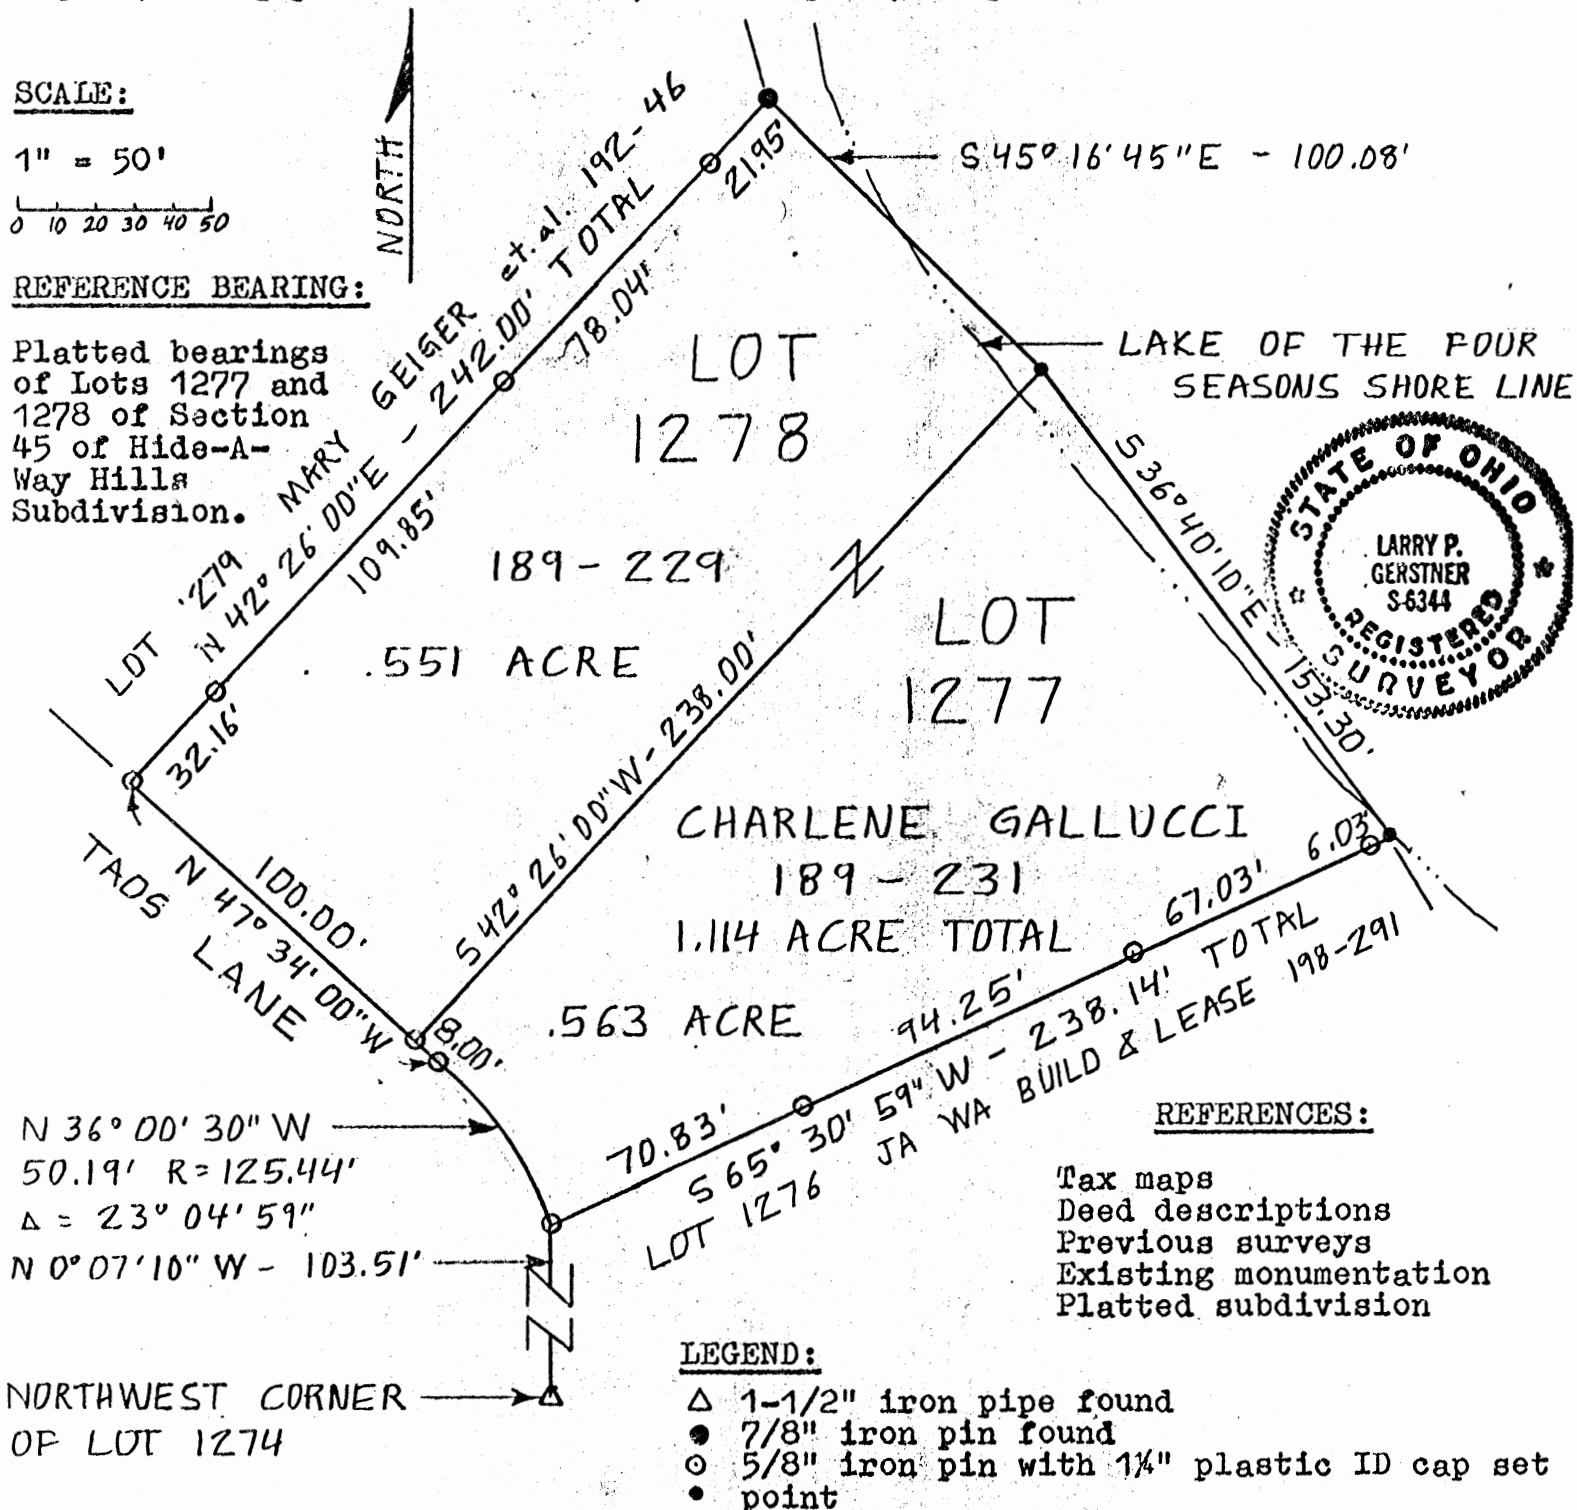 SCALE:
1" = 50'
0 10 20 30 40 50
NORTH
REFERENCE BEARING:
Platted bearings
of Lots 1277 and
1278 of Section
45 of Hide-A-
Way Hills
Subdivision.
LOT 1279 MARY GEIGER et.al. 192-46
N 42° 26' 00" E - 242.00' TOTAL
32.16'
109.85'
78.04'
21.95'
S 45° 16' 45" E - 100.08'
LAKE OF THE FOUR
SEASONS SHORE LINE
LOT
1278
189-229
.551 ACRE
S 36° 40' 10" E - 153.30'
STATE OF OHIO
LARRY P.
GERSTNER
S-6344
REGISTERED
SURVEYOR
LOT
1277
S 42° 26' 00" W - 238.00'
CHARLENE GALLUCCI
189-231
1.114 ACRE TOTAL
.563 ACRE
100.00'
N 47° 34' 00" W
TAOS LANE
8.00'
70.83'
94.25'
67.03'
6.03'
S 65° 30' 59" W - 238.14' TOTAL
LOT 1276 JA WA BUILD & LEASE 198-291
N 36° 00' 30" W
50.19' R = 125.44'
Δ = 23° 04' 59"
N 0° 07' 10" W - 103.51'
NORTHWEST CORNER
OF LOT 1274
REFERENCES:
Tax maps
Deed descriptions
Previous surveys
Existing monumentation
Platted subdivision
LEGEND:
△ 1-1/2" iron pipe found
● 7/8" iron pin found
⊙ 5/8" iron pin with 1¼" plastic ID cap set
• point